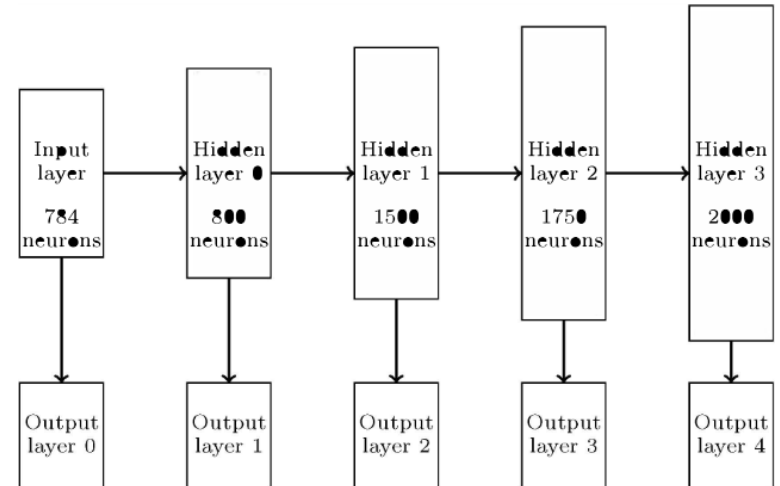 Input
layer
784
neurons
Hidden
layer 0
800
neurons
Hidden
layer 1
1500
neurons
Hidden
layer 2
1750
neurons
Hidden
layer 3
2000
neurons
Output
layer 0
Output
layer 1
Output
layer 2
Output
layer 3
Output
layer 4